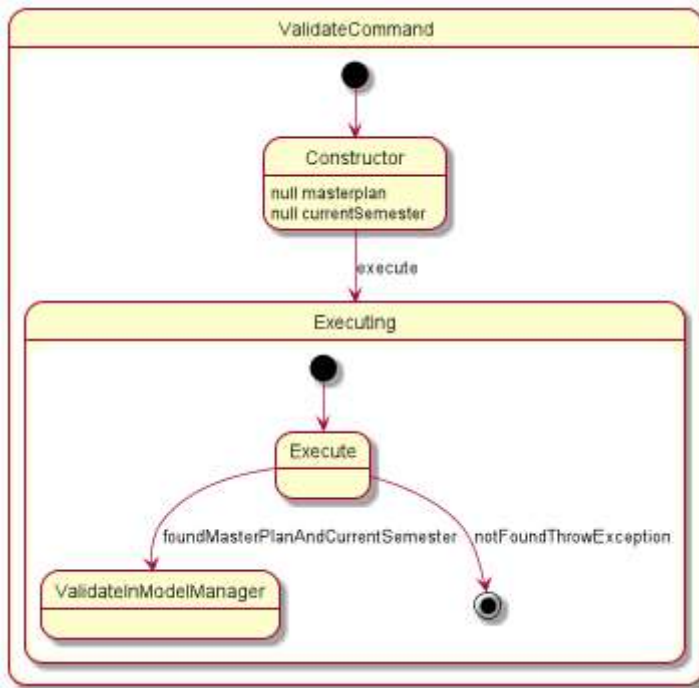 ValidateCommand
Constructor
null masterplan
null currentSemester
execute
Executing
Execute
foundMasterPlanAndCurrentSemester
notFoundThrowException
ValidateInModelManager